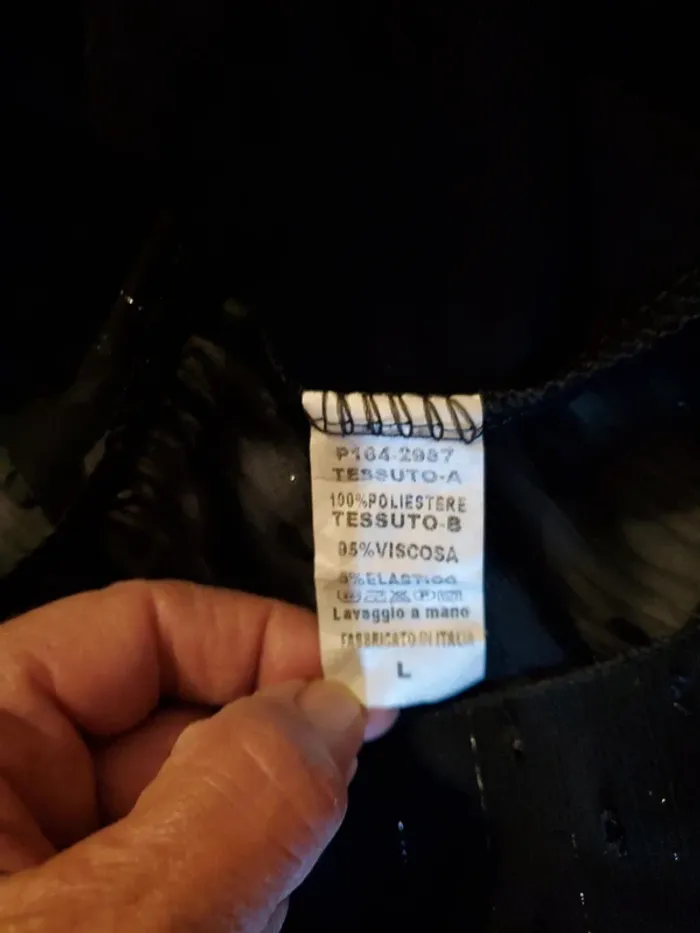 P164-2987
TESSUTO-A
100%POLIESTERE
TESSUTO-B
95%VISCOSA
5%ELASTICO
Lavaggio a mano
FABBRICATO IN ITALIA
L